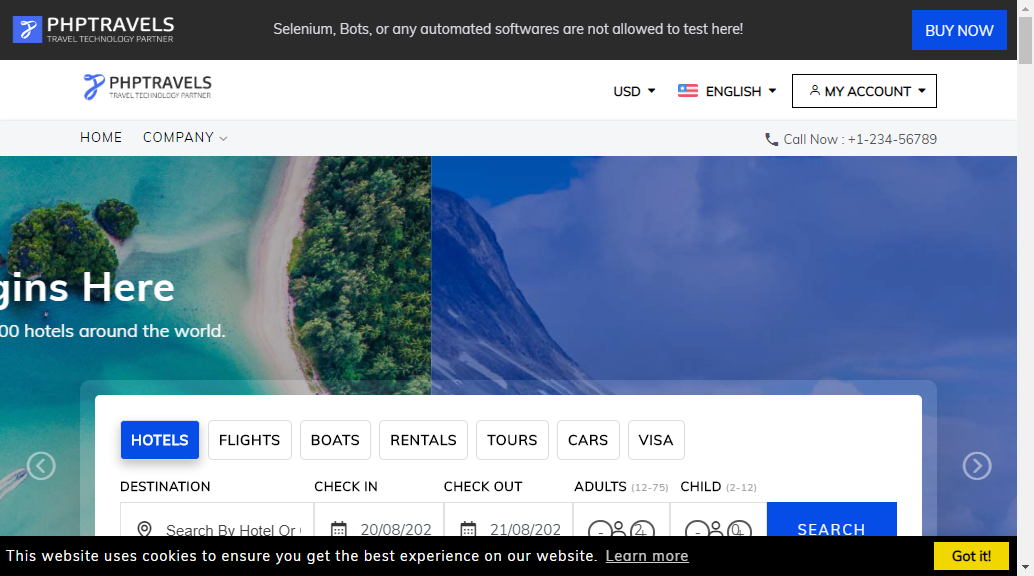 PHPTRAVELS
TRAVEL TECHNOLOGY PARTNER
Selenium, Bots, or any automated softwares are not allowed to test here!
BUY NOW
PHPTRAVELS
TRAVEL TECHNOLOGY PARTNER
USD
ENGLISH
MY ACCOUNT
HOME
COMPANY
Call Now : +1-234-56789
gins Here
00 hotels around the world.
HOTELS
FLIGHTS
BOATS
RENTALS
TOURS
CARS
VISA
DESTINATION
CHECK IN
CHECK OUT
ADULTS (12-75)
CHILD (2-12)
Search By Hotel Or
20/08/202
21/08/202
- 2
- 0
SEARCH
This website uses cookies to ensure you get the best experience on our website. Learn more
Got it!